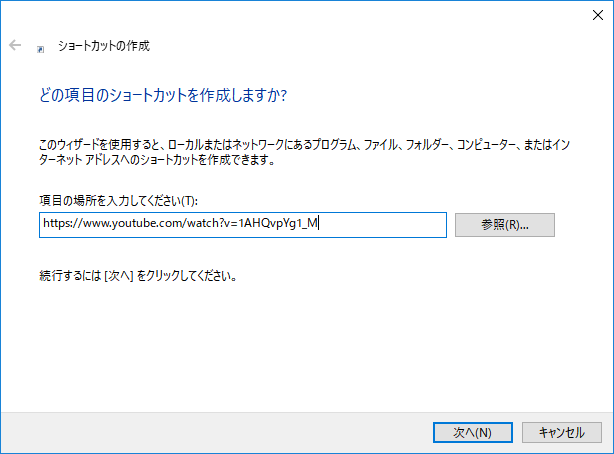 ショートカットの作成
どの項目のショートカットを作成しますか?
このウィザードを使用すると、ローカルまたはネットワークにあるプログラム、ファイル、フォルダー、コンピューター、またはイン
ターネット アドレスへのショートカットを作成できます。
項目の場所を入力してください(T):
https://www.youtube.com/watch?v=1AHQvpYg1_M
参照(R)...
続行するには [次へ] をクリックしてください。
次へ(N)
キャンセル